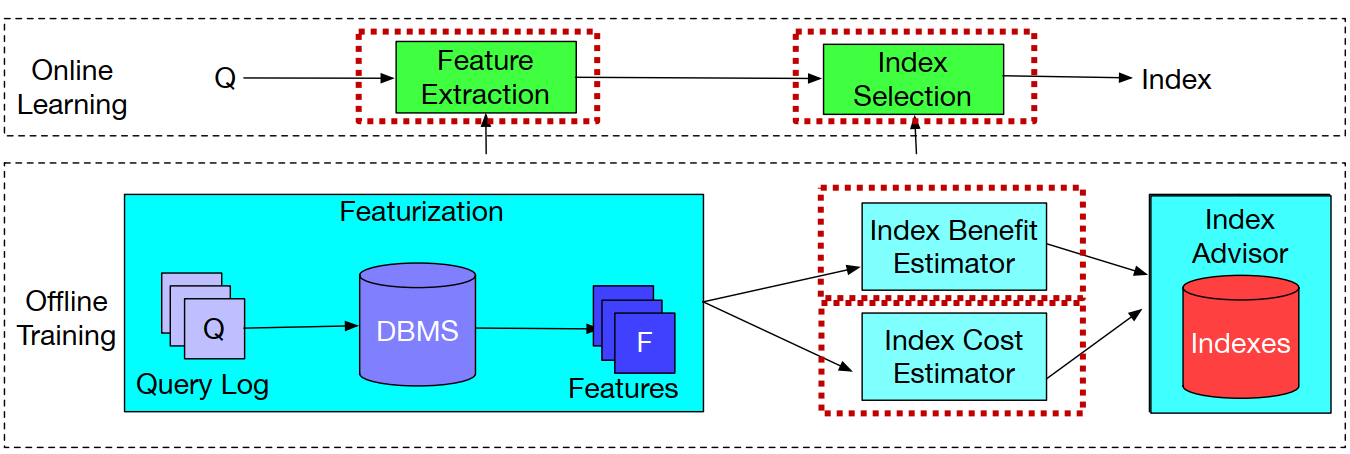 Online
Learning
Q
Feature
Extraction
Index
Selection
Index
Offline
Training
Featurization
Q
Query Log
DBMS
F
Features
Index Benefit
Estimator
Index Cost
Estimator
Index
Advisor
Indexes